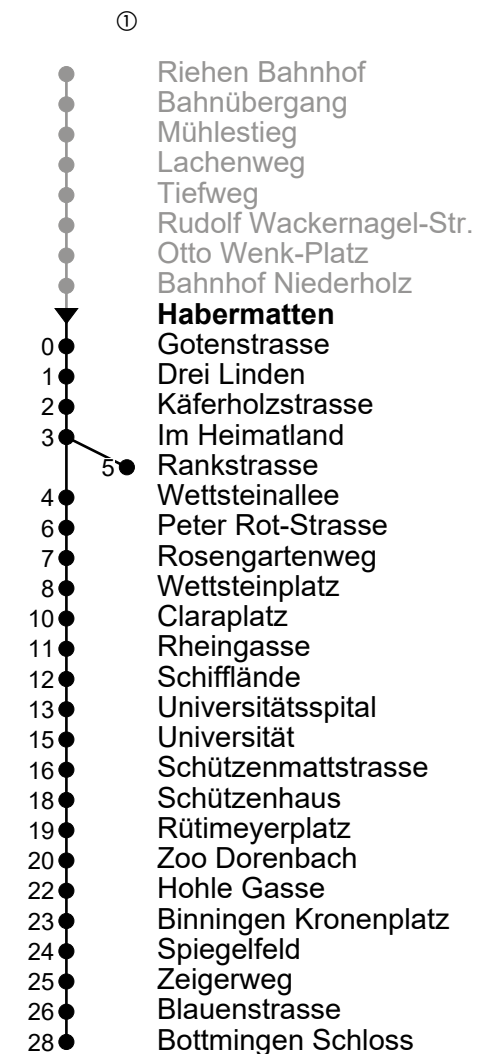 ①
Riehen Bahnhof
Bahnübergang
Mühlestieg
Lachenweg
Tiefweg
Rudolf Wackernagel-Str.
Otto Wenk-Platz
Bahnhof Niederholz
Habermatten
0 Gotenstrasse
1 Drei Linden
2 Käferholzstrasse
3 Im Heimatland
5 Rankstrasse
4 Wettsteinallee
6 Peter Rot-Strasse
7 Rosengartenweg
8 Wettsteinplatz
10 Claraplatz
11 Rheingasse
12 Schifflände
13 Universitätsspital
15 Universität
16 Schützenmattstrasse
18 Schützenhaus
19 Rütimeyerplatz
20 Zoo Dorenbach
22 Hohle Gasse
23 Binningen Kronenplatz
24 Spiegelfeld
25 Zeigerweg
26 Blauenstrasse
28 Bottmingen Schloss